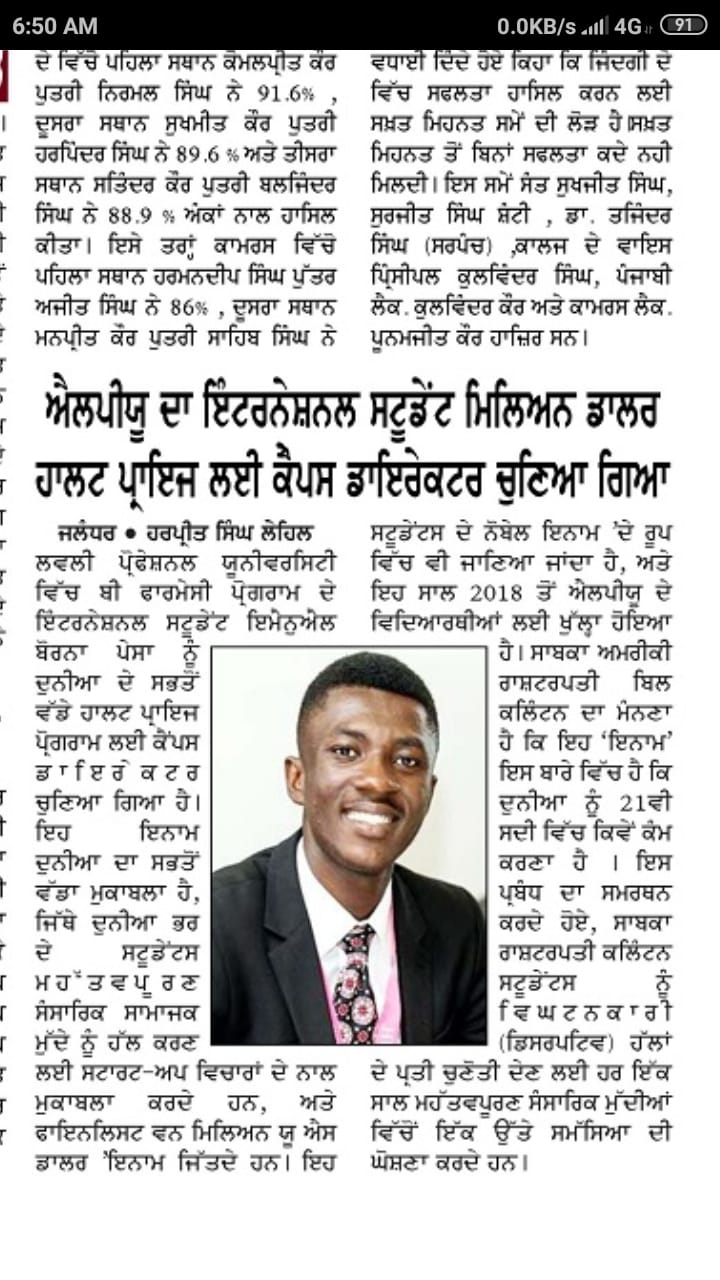 6:50 AM
0.0KB/s 4G 91
ਦੇ ਵਿੱਚੋ ਪਹਿਲਾ ਸਥਾਨ ਕੋਮਲਪ੍ਰੀਤ ਕੌਰ
ਪੁਤਰੀ ਨਿਰਮਲ ਸਿੰਘ ਨੇ 91.6% ,
ਦੂਸਰਾ ਸਥਾਨ ਸੁਖਮੀਤ ਕੌਰ ਪੁਤਰੀ
ਹਰਪਿੰਦਰ ਸਿੰਘ ਨੇ 89.6 % ਅਤੇ ਤੀਸਰਾ
ਸਥਾਨ ਸਤਿੰਦਰ ਕੌਰ ਪੁਤਰੀ ਬਲਜਿੰਦਰ
ਸਿੰਘ ਨੇ 88.9 % ਅੰਕਾਂ ਨਾਲ ਹਾਸਿਲ
ਕੀਤਾ। ਇਸੇ ਤਰ੍ਹਾਂ ਕਾਮਰਸ ਵਿੱਚੋ
ਪਹਿਲਾ ਸਥਾਨ ਹਰਮਨਦੀਪ ਸਿੰਘ ਪੁੱਤਰ
ਅਜੀਤ ਸਿੰਘ ਨੇ 86% , ਦੂਸਰਾ ਸਥਾਨ
ਮਨਪ੍ਰੀਤ ਕੌਰ ਪੁਤਰੀ ਸਾਹਿਬ ਸਿੰਘ ਨੇ
ਵਧਾਈ ਦਿੰਦੇ ਹੋਏ ਕਿਹਾ ਕਿ ਜਿੰਦਗੀ ਦੇ
ਵਿੱਚ ਸਫਲਤਾ ਹਾਸਿਲ ਕਰਨ ਲਈ
ਸਖ਼ਤ ਮਿਹਨਤ ਸਮੇਂ ਦੀ ਲੋੜ ਹੈ।ਸਖ਼ਤ
ਮਿਹਨਤ ਤੋਂ ਬਿਨਾਂ ਸਫਲਤਾ ਕਦੇ ਨਹੀ
ਮਿਲਦੀ। ਇਸ ਸਮੇਂ ਸੰਤ ਸੁਖਜੀਤ ਸਿੰਘ,
ਸੁਰਜੀਤ ਸਿੰਘ ਸ਼ੰਟੀ , ਡਾ. ਤਜਿੰਦਰ
ਸਿੰਘ (ਸਰਪੰਚ) ,ਕਾਲਜ ਦੇ ਵਾਇਸ
ਪ੍ਰਿੰਸੀਪਲ ਕੁਲਵਿੰਦਰ ਸਿੰਘ, ਪੰਜਾਬੀ
ਲੈਕ. ਕੁਲਵਿੰਦਰ ਕੌਰ ਅਤੇ ਕਾਮਰਸ ਲੈਕ.
ਪੂਨਮਜੀਤ ਕੌਰ ਹਾਜ਼ਿਰ ਸਨ।
ਐਲਪੀਯੂ ਦਾ ਇੰਟਰਨੇਸ਼ਨਲ ਸਟੂਡੇਂਟ ਮਿਲਿਅਨ ਡਾਲਰ
ਹਾਲਟ ਪ੍ਰਾਇਜ ਲਈ ਕੈਂਪਸ ਡਾਇਰੇਕਟਰ ਚੁਣਿਆ ਗਿਆ
ਜਲੰਧਰ ● ਹਰਪ੍ਰੀਤ ਸਿੰਘ ਲੇਹਿਲ
ਲਵਲੀ ਪ੍ਰੋਫੇਸ਼ਨਲ ਯੂਨੀਵਰਸਿਟੀ
ਵਿੱਚ ਬੀ ਫਾਰਮੇਸੀ ਪ੍ਰੋਗਰਾਮ ਦੇ
ਇੰਟਰਨੇਸ਼ਨਲ ਸਟੂਡੇਂਟ ਇਮੈਨੁਐਲ
ਬੋਰਨਾ ਪੇਸਾ ਨੂੰ
ਦੁਨੀਆ ਦੇ ਸਭਤੋਂ
ਵੱਡੇ ਹਾਲਟ ਪ੍ਰਾਇਜ
ਪ੍ਰੋਗਰਾਮ ਲਈ ਕੈਂਪਸ
ਡਾਇਰੇਕਟਰ
ਚੁਣਿਆ ਗਿਆ ਹੈ।
ਇਹ ਇਨਾਮ
ਦੁਨੀਆ ਦਾ ਸਭਤੋਂ
ਵੱਡਾ ਮੁਕਾਬਲਾ ਹੈ,
ਜਿੱਥੇ ਦੁਨੀਆ ਭਰ
ਦੇ ਸਟੂਡੇਂਟਸ
ਮਹੱਤਵਪੂਰਣ
ਸੰਸਾਰਿਕ ਸਾਮਾਜਕ
ਮੁੱਦੇ ਨੂੰ ਹੱਲ ਕਰਣ
ਲਈ ਸਟਾਰਟ-ਅਪ ਵਿਚਾਰਾਂ ਦੇ ਨਾਲ
ਮੁਕਾਬਲਾ ਕਰਦੇ ਹਨ, ਅਤੇ
ਫਾਇਨਲਿਸਟ ਵਨ ਮਿਲਿਅਨ ਯੂ ਐਸ
ਡਾਲਰ 'ਇਨਾਮ ਜਿੱਤਦੇ ਹਨ। ਇਹ
ਸਟੂਡੇਂਟਸ ਦੇ ਨੋਬੇਲ ਇਨਾਮ 'ਦੇ ਰੂਪ
ਵਿੱਚ ਵੀ ਜਾਣਿਆ ਜਾਂਦਾ ਹੈ, ਅਤੇ
ਇਹ ਸਾਲ 2018 ਤੋਂ ਐਲਪੀਯੂ ਦੇ
ਵਿਦਿਆਰਥੀਆਂ ਲਈ ਖੁੱਲ੍ਹਾ ਹੋਇਆ
ਹੈ। ਸਾਬਕਾ ਅਮਰੀਕੀ
ਰਾਸ਼ਟਰਪਤੀ ਬਿਲ
ਕਲਿੰਟਨ ਦਾ ਮੰਨਣਾ
ਹੈ ਕਿ ਇਹ 'ਇਨਾਮ'
ਇਸ ਬਾਰੇ ਵਿੱਚ ਹੈ ਕਿ
ਦੁਨੀਆ ਨੂੰ 21ਵੀ
ਸਦੀ ਵਿੱਚ ਕਿਵੇਂ ਕੰਮ
ਕਰਣਾ ਹੈ । ਇਸ
ਪ੍ਰਬੰਧ ਦਾ ਸਮਰਥਨ
ਕਰਦੇ ਹੋਏ, ਸਾਬਕਾ
ਰਾਸ਼ਟਰਪਤੀ ਕਲਿੰਟਨ
ਸਟੂਡੇਂਟਸ ਨੂੰ
ਵਿਘਟਨਕਾਰੀ
(ਡਿਸਰਪਟਿਵ) ਹੱਲਾਂ
ਦੇ ਪ੍ਰਤੀ ਚੁਣੋਤੀ ਦੇਣ ਲਈ ਹਰ ਇੱਕ
ਸਾਲ ਮਹੱਤਵਪੂਰਣ ਸੰਸਾਰਿਕ ਮੁੱਦੀਆਂ
ਵਿੱਚੋਂ ਇੱਕ ਉੱਤੇ ਸਮੱਸਿਆ ਦੀ
ਘੋਸ਼ਣਾ ਕਰਦੇ ਹਨ।